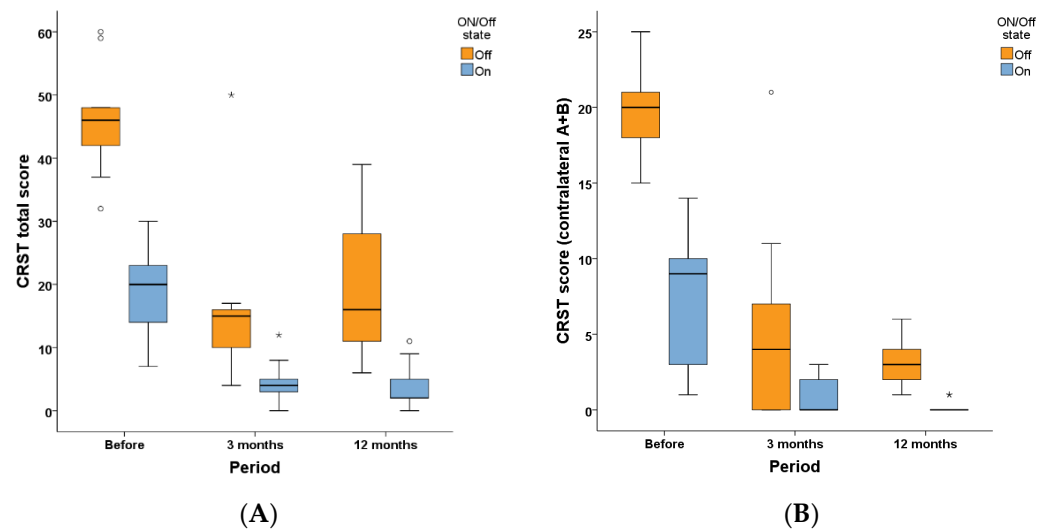 ON/Off
state
Off
On
CRST total score
60
50
40
30
20
10
0
Before
3 months
12 months
Period
(A)
ON/Off
state
Off
On
CRST score (contralateral A+B)
25
20
15
10
5
0
Before
3 months
12 months
Period
(B)